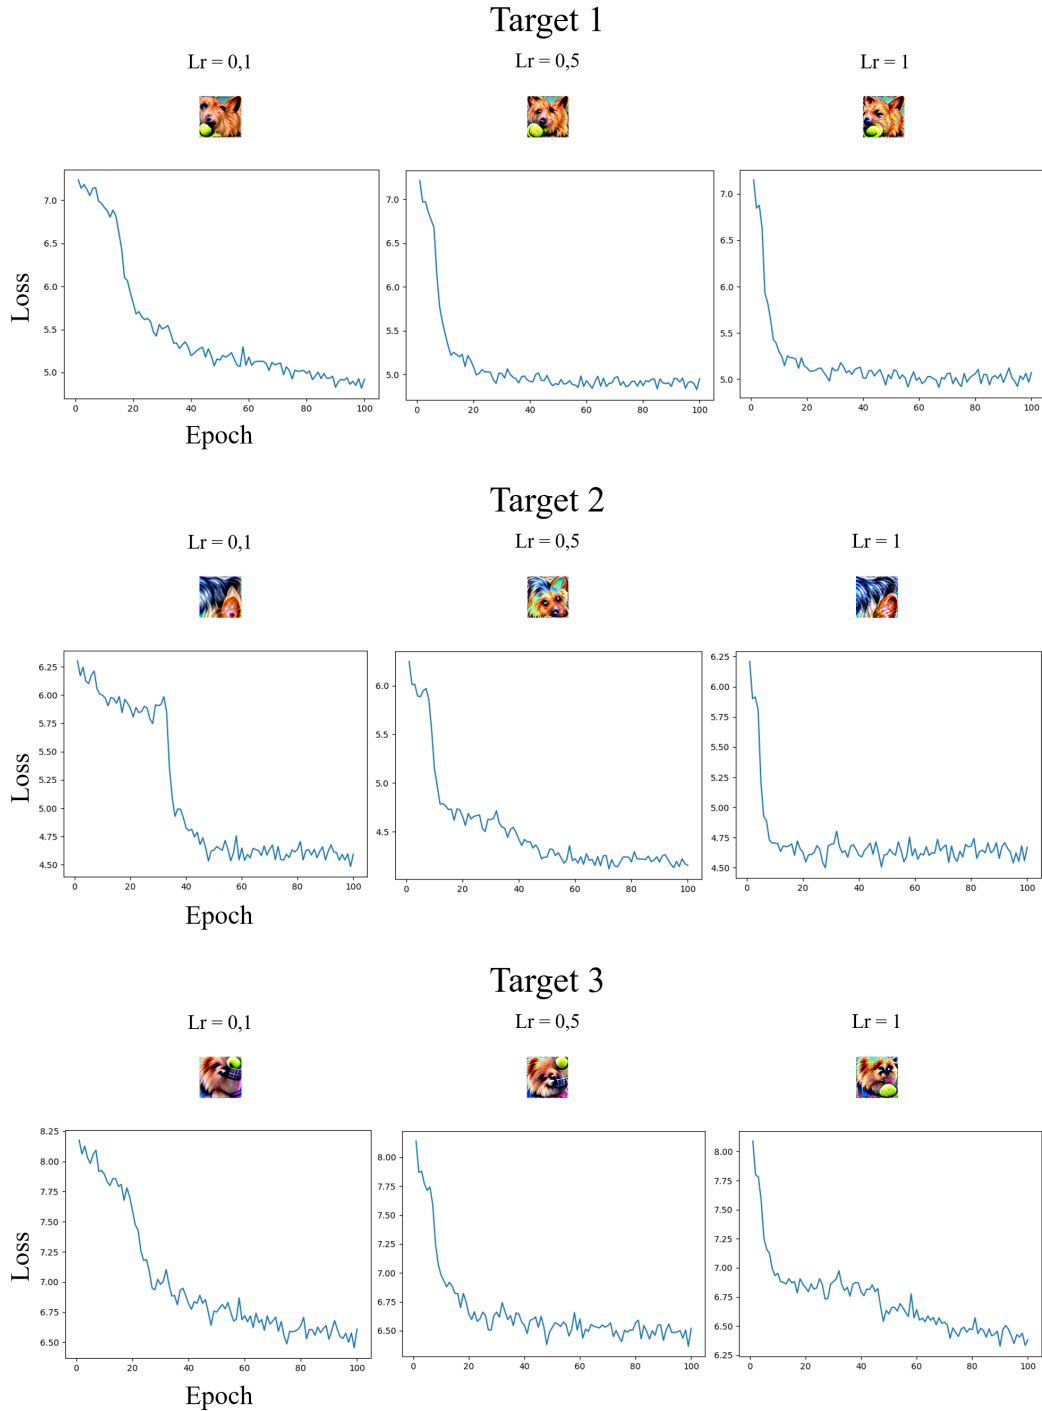 Target 1
Lr = 0,1 Lr = 0,5 Lr = 1
7.0 7.0 7.0
6.5 6.5 6.5
6.0 6.0 6.0
5.5 5.5 5.5
5.0 5.0 5.0
Loss
0 20 40 60 80 100 0 20 40 60 80 100 0 20 40 60 80 100
Epoch
Target 2
Lr = 0,1 Lr = 0,5 Lr = 1
6.25 6.0 6.25
6.00 5.5 6.00
5.75 5.0 5.75
5.50 4.5 5.50
5.25 5.25
5.00 5.00
4.75 4.75
4.50 4.50
Loss
0 20 40 60 80 100 0 20 40 60 80 100 0 20 40 60 80 100
Epoch
Target 3
Lr = 0,1 Lr = 0,5 Lr = 1
8.25 8.00 8.00
8.00 7.75 7.75
7.75 7.50 7.50
7.50 7.25 7.25
7.25 7.00 7.00
7.00 6.75 6.75
6.75 6.50 6.50
6.50 6.25
Loss
0 20 40 60 80 100 0 20 40 60 80 100 0 20 40 60 80 100
Epoch